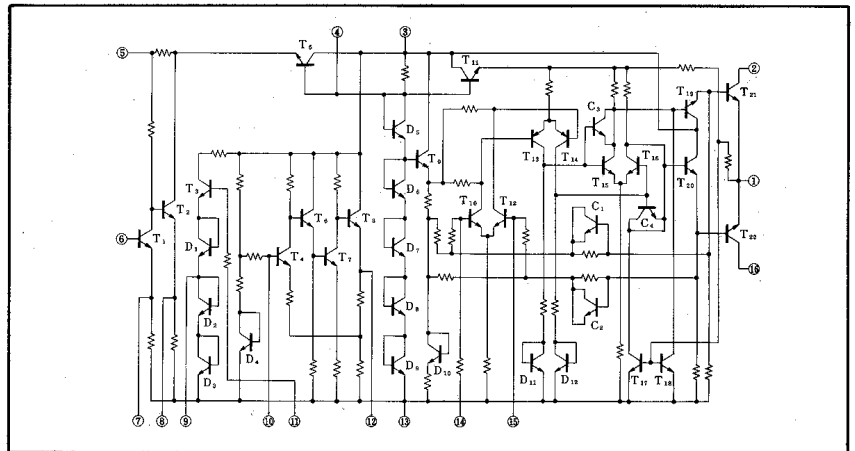 ⑤ ④ ③ ②
T₅ T₁₁ T₁₉ T₂₁
C₃
D₅
T₉ T₁₃ T₁₄ T₁₆
T₁₅
T₃ D₆ T₂₀ ①
T₂ T₁₀ T₁₂ C₁
⑥ T₁ T₆ T₈ C₄ T₂₂
D₁ T₄ T₇ D₇
⑯
D₂ D₈ C₂
D₄ D₃ D₉ D₁₀ D₁₁ D₁₂ T₁₇ T₁₈
⑦ ⑧ ⑨ ⑩ ⑪ ⑫ ⑬ ⑭ ⑮